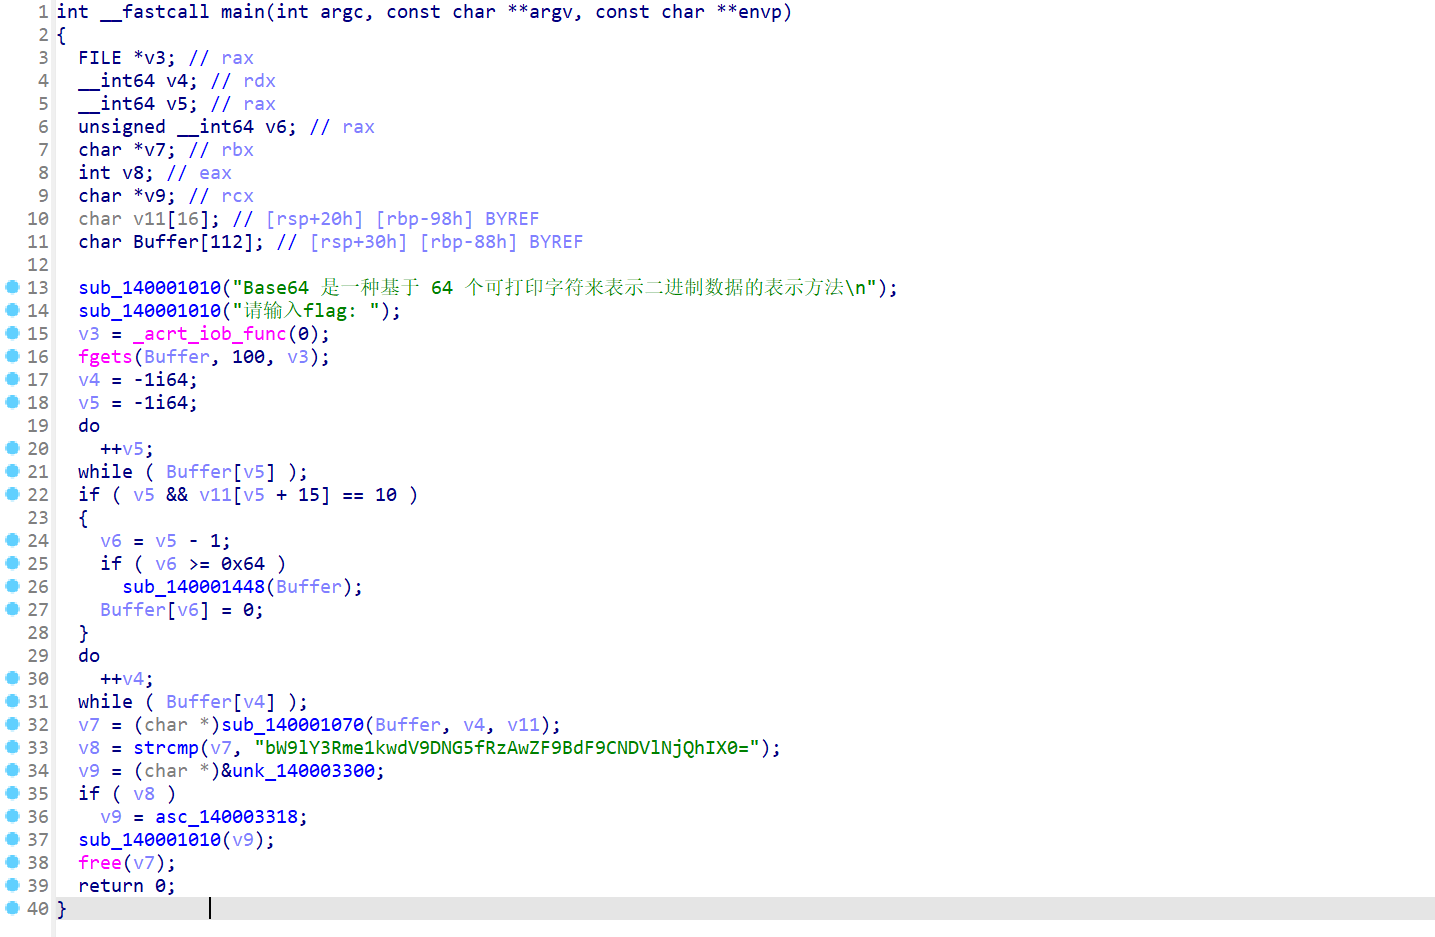 1 int __fastcall main(int argc, const char **argv, const char **envp)
2 {
3   FILE *v3; // rax
4   __int64 v4; // rdx
5   __int64 v5; // rax
6   unsigned __int64 v6; // rax
7   char *v7; // rbx
8   int v8; // eax
9   char *v9; // rcx
10   char v11[16]; // [rsp+20h] [rbp-98h] BYREF
11   char Buffer[112]; // [rsp+30h] [rbp-88h] BYREF
12
13   sub_140001010("Base64 是一种基于 64 个可打印字符来表示二进制数据的表示方法\n");
14   sub_140001010("请输入flag: ");
15   v3 = _acrt_iob_func(0);
16   fgets(Buffer, 100, v3);
17   v4 = -1i64;
18   v5 = -1i64;
19   do
20     ++v5;
21   while ( Buffer[v5] );
22   if ( v5 && v11[v5 + 15] == 10 )
23   {
24     v6 = v5 - 1;
25     if ( v6 >= 0x64 )
26       sub_140001448(Buffer);
27     Buffer[v6] = 0;
28   }
29   do
30     ++v4;
31   while ( Buffer[v4] );
32   v7 = (char *)sub_140001070(Buffer, v4, v11);
33   v8 = strcmp(v7, "bW9lY3Rme1kwdV9DNG5fRzAwZF9BdF9CNDVlNjQhIX0=");
34   v9 = (char *)&unk_140003300;
35   if ( v8 )
36     v9 = asc_140003318;
37   sub_140001010(v9);
38   free(v7);
39   return 0;
40 }